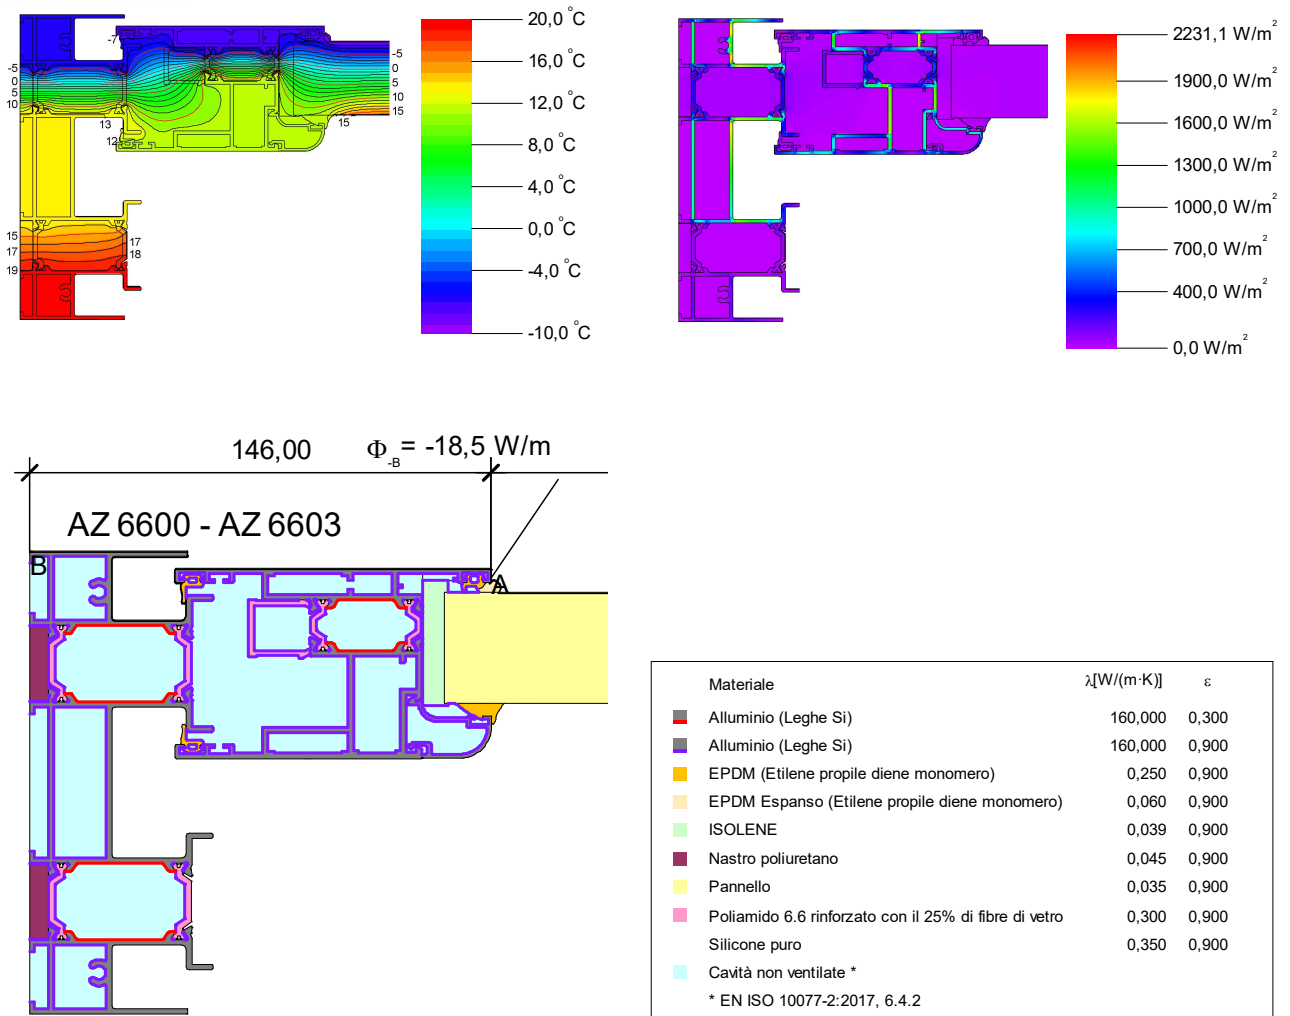 -7
-5
0
5
10
13
12
15
17
19
17
18
-5
0
5
10
15
15
20,0 °C
16,0 °C
12,0 °C
8,0 °C
4,0 °C
0,0 °C
-4,0 °C
-10,0 °C
2231,1 W/m²
1900,0 W/m²
1600,0 W/m²
1300,0 W/m²
1000,0 W/m²
700,0 W/m²
400,0 W/m²
0,0 W/m²
146,00 Φ-B = -18,5 W/m
AZ 6600 - AZ 6603
B
A
Materiale λ[W/(m·K)] ε
Alluminio (Leghe Si) 160,000 0,300
Alluminio (Leghe Si) 160,000 0,900
EPDM (Etilene propile diene monomero) 0,250 0,900
EPDM Espanso (Etilene propile diene monomero) 0,060 0,900
ISOLENE 0,039 0,900
Nastro poliuretano 0,045 0,900
Pannello 0,035 0,900
Poliamido 6.6 rinforzato con il 25% di fibre di vetro 0,300 0,900
Silicone puro 0,350 0,900
Cavità non ventilate *
* EN ISO 10077-2:2017, 6.4.2